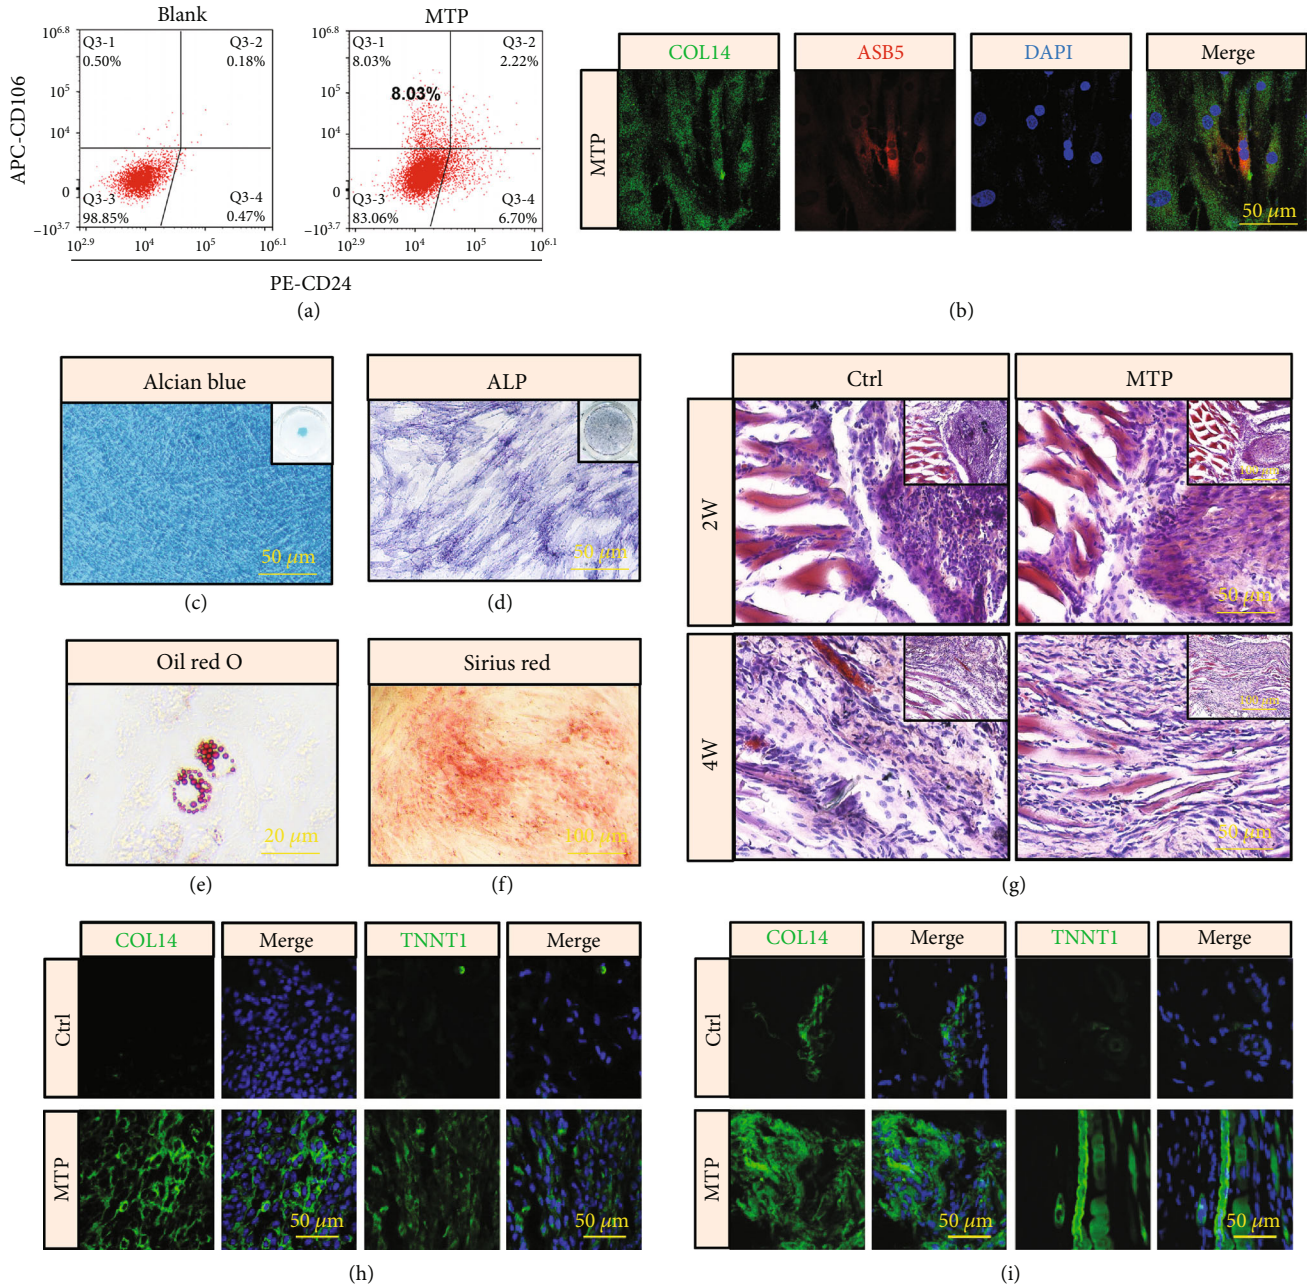 Blank
MTP
APC-CD106
10^6.8
10^5
10^4
0
−10^3.7
Q3-1
0.50%
Q3-2
0.18%
Q3-3
98.85%
Q3-4
0.47%
10^2.9
10^4
10^5
10^6.1
10^6.8
10^5
10^4
0
−10^3.7
Q3-1
8.03%
8.03%
Q3-2
2.22%
Q3-3
83.06%
Q3-4
6.70%
10^2.9
10^4
10^5
10^6.1
PE-CD24
(a)
COL14
ASB5
DAPI
Merge
MTP
50 μm
(b)
Alcian blue
50 μm
(c)
ALP
50 μm
(d)
Oil red O
20 μm
(e)
Sirius red
100 μm
(f)
Ctrl
MTP
2W
100 μm
50 μm
4W
100 μm
50 μm
(g)
COL14
Merge
TNNT1
Merge
Ctrl
MTP
50 μm
50 μm
(h)
COL14
Merge
TNNT1
Merge
Ctrl
MTP
50 μm
50 μm
(i)